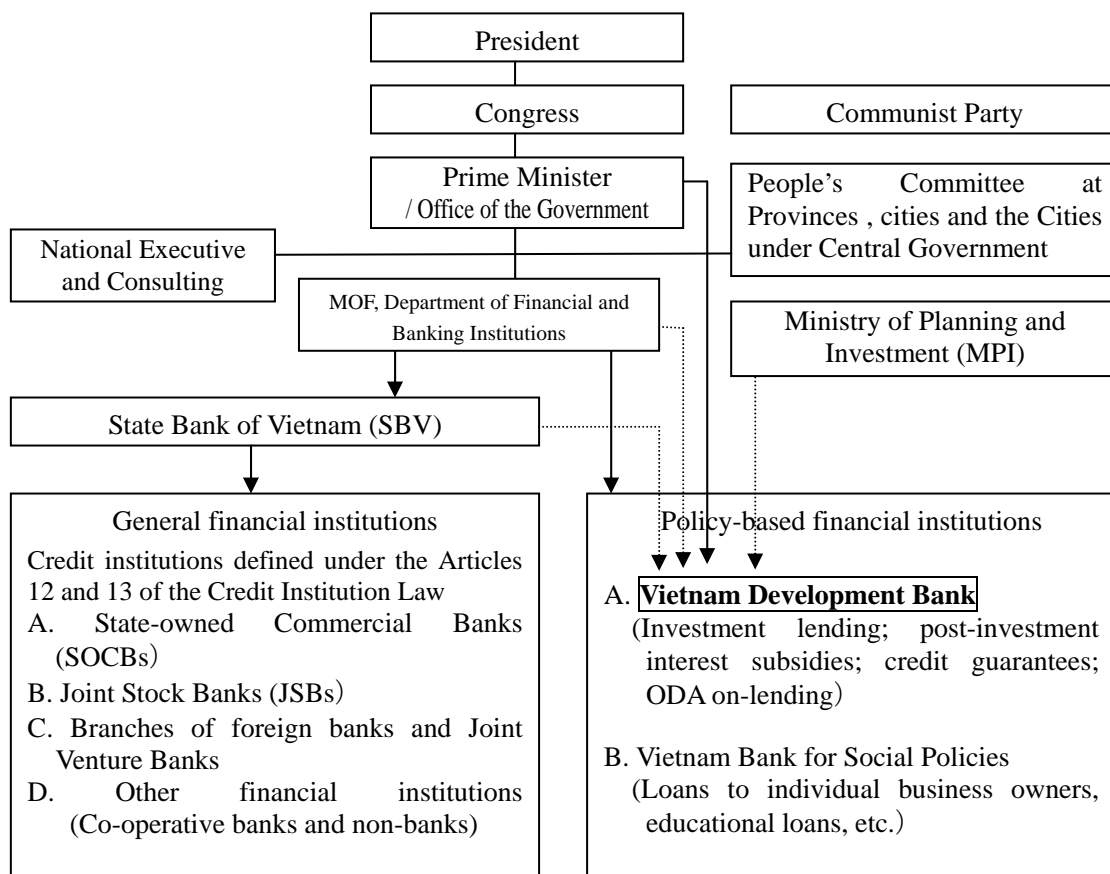 President
Congress
Communist Party
Prime Minister
/ Office of the Government
People’s Committee at
Provinces , cities and the Cities
under Central Government
National Executive
and Consulting
MOF, Department of Financial and
Banking Institutions
Ministry of Planning and
Investment (MPI)
State Bank of Vietnam (SBV)
General financial institutions
Credit institutions defined under the Articles
12 and 13 of the Credit Institution Law
A. State-owned Commercial Banks
(SOCBs)
B. Joint Stock Banks (JSBs）
C. Branches of foreign banks and Joint
Venture Banks
D. Other financial institutions
(Co-operative banks and non-banks)
Policy-based financial institutions
A. Vietnam Development Bank
(Investment lending; post-investment
interest subsidies; credit guarantees;
ODA on-lending）
B. Vietnam Bank for Social Policies
(Loans to individual business owners,
educational loans, etc.）